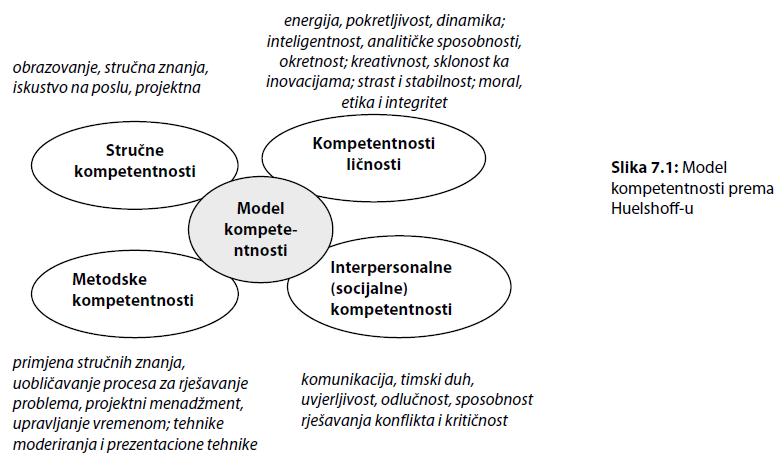 energija, pokretljivost, dinamika;
inteligentnost, analitičke sposobnosti,
okretnost; kreativnost, sklonost ka
inovacijama; strast i stabilnost; moral,
etika i integritet
obrazovanje, stručna znanja,
iskustvo na poslu, projektna
Stručne
kompetentnosti
Kompetentnosti
ličnosti
Slika 7.1: Model
kompetentnosti prema
Huelshoff-u
Model
kompete-
ntnosti
Metodske
kompetentnosti
Interpersonalne
(socijalne)
kompetentnosti
primjena stručnih znanja,
uobličavanje procesa za rješavanje
problema, projektni menadžment,
upravljanje vremenom; tehnike
moderiranja i prezentacione tehnike
komunikacija, timski duh,
uvjerljivost, odlučnost, sposobnost
rješavanja konflikta i kritičnost